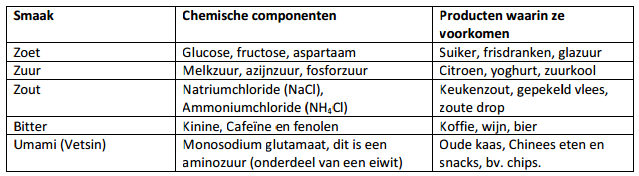 Smaak Chemische componenten Producten waarin ze
voorkomen
Zoet Glucose, fructose, aspartaam Suiker, frisdranken, glazuur
Zuur Melkzuur, azijnzuur, fosforzuur Citroen, yoghurt, zuurkool
Zout Natriumchloride (NaCl), Keukenzout, gepekeld vlees,
Ammoniumchloride (NH₄Cl) zoute drop
Bitter Kinine, Cafeïne en fenolen Koffie, wijn, bier
Umami (Vetsin) Monosodium glutamaat, dit is een Oude kaas, Chinees eten en
aminozuur (onderdeel van een eiwit) snacks, bv. chips.